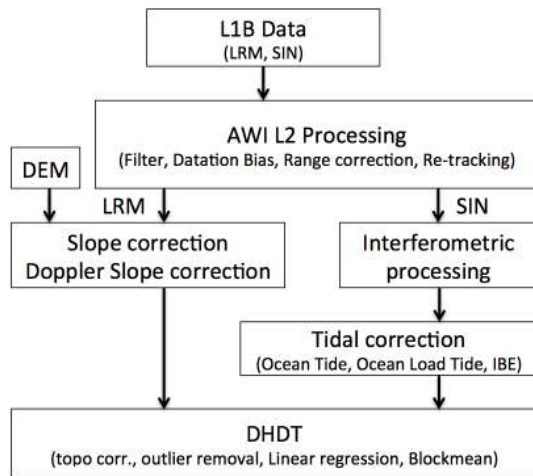 L1B Data
(LRM, SIN)
AWI L2 Processing
(Filter, Datation Bias, Range correction, Re-tracking)
DEM
LRM
SIN
Slope correction
Doppler Slope correction
Interferometric
processing
Tidal correction
(Ocean Tide, Ocean Load Tide, IBE)
DHDT
(topo corr., outlier removal, Linear regression, Blockmean)